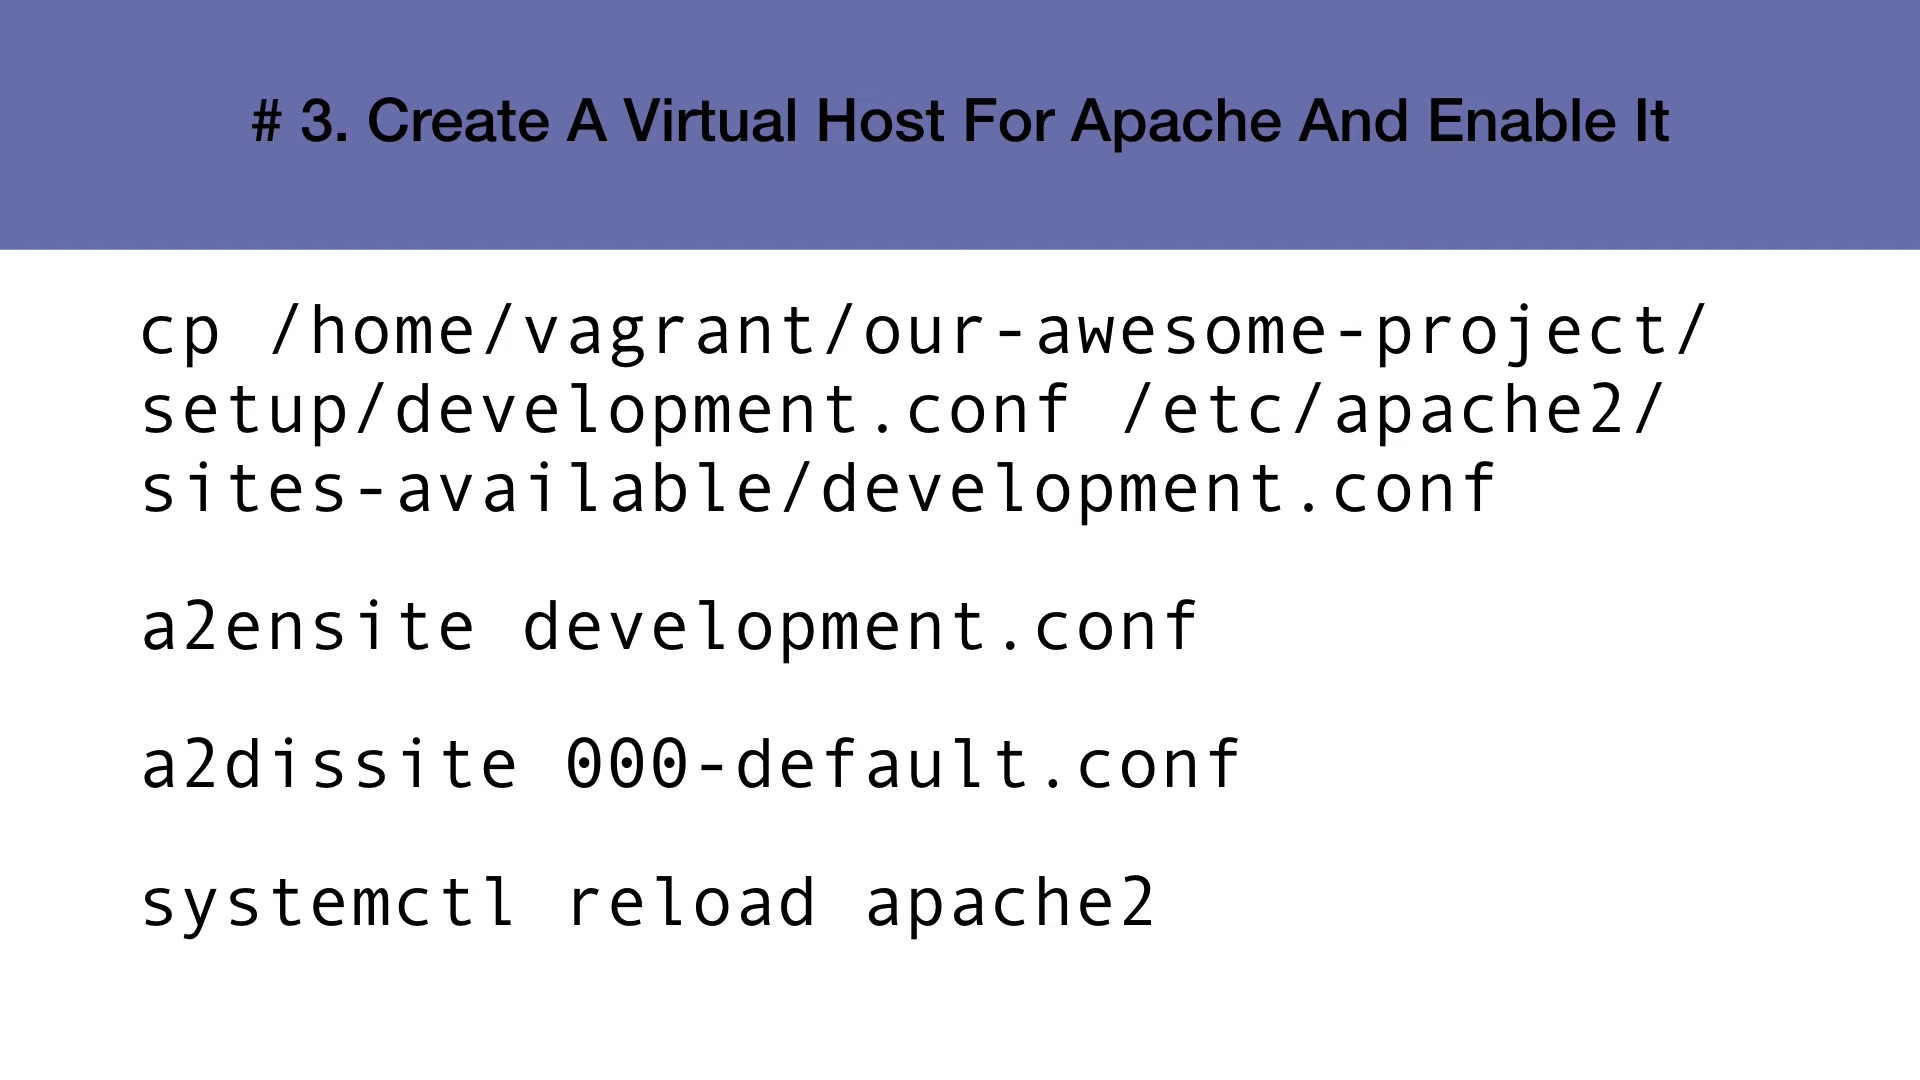 # 3. Create A Virtual Host For Apache And Enable It
cp /home/vagrant/our-awesome-project/
setup/development.conf /etc/apache2/
sites-available/development.conf
a2ensite development.conf
a2dissite 000-default.conf
systemctl reload apache2